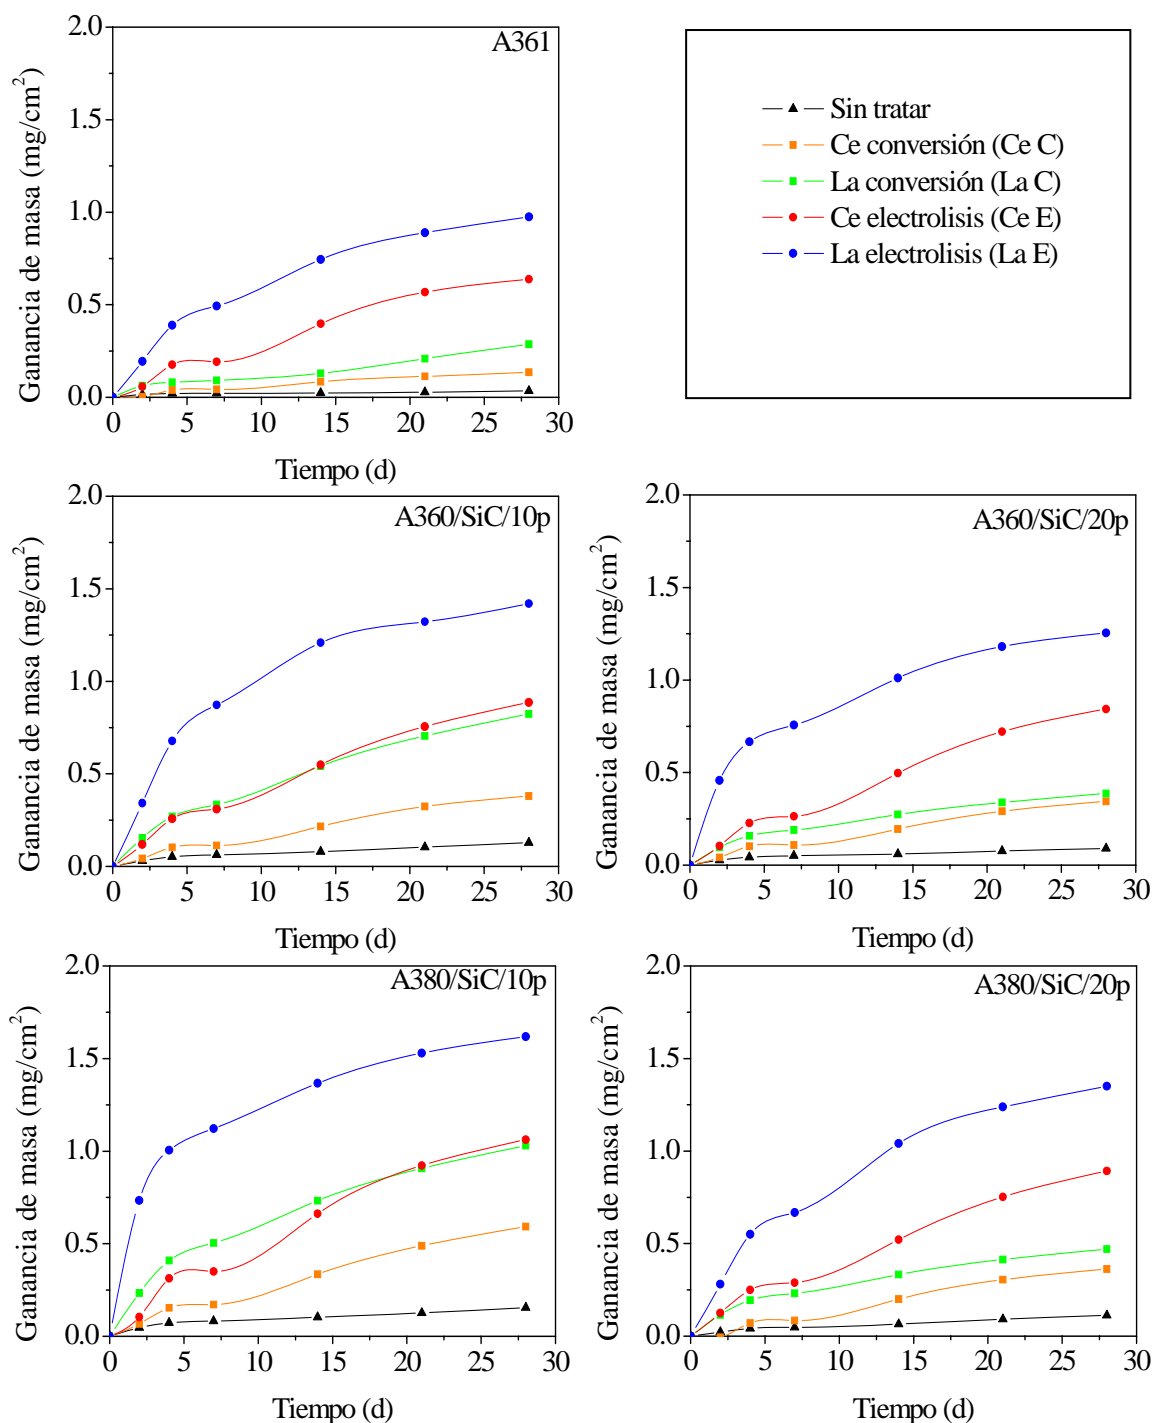 A361
2.0
1.5
1.0
0.5
0.0
0 5 10 15 20 25 30
Ganancia de masa (mg/cm²)
Tiempo (d)
Sin tratar
Ce conversión (Ce C)
La conversión (La C)
Ce electrolisis (Ce E)
La electrolisis (La E)
A360/SiC/10p
2.0
1.5
1.0
0.5
0.0
0 5 10 15 20 25 30
Ganancia de masa (mg/cm²)
Tiempo (d)
A360/SiC/20p
2.0
1.5
1.0
0.5
0.0
0 5 10 15 20 25 30
Ganancia de masa (mg/cm²)
Tiempo (d)
A380/SiC/10p
2.0
1.5
1.0
0.5
0.0
0 5 10 15 20 25 30
Ganancia de masa (mg/cm²)
Tiempo (d)
A380/SiC/20p
2.0
1.5
1.0
0.5
0.0
0 5 10 15 20 25 30
Ganancia de masa (mg/cm²)
Tiempo (d)